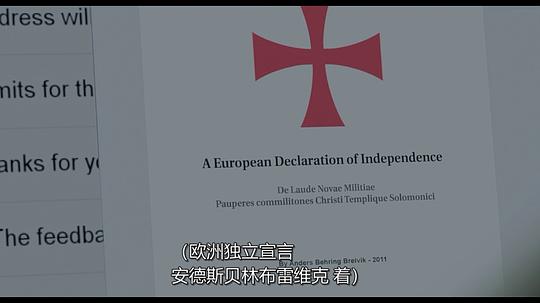 dress wil
mits for th
anks for y
The feedba
A European Declaration of Independence
De Laude Novae Militiae
Pauperes commilitones Christi Templique Solomonici
By Anders Behring Breivik - 2011
(欧洲独立宣言
安德斯贝林布雷维克 着)